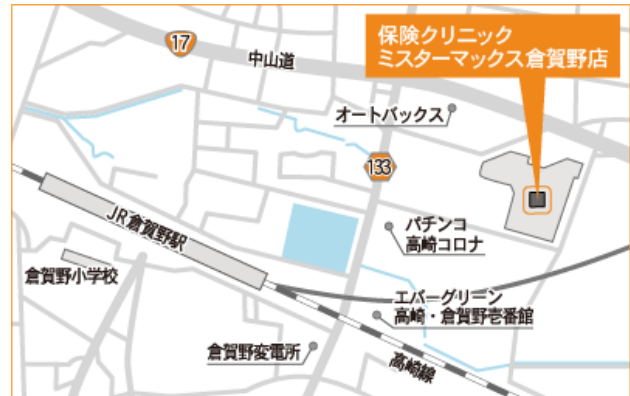 保険クリニック
ミスターマックス倉賀野店
17
中山道
オートバックス
133
パチンコ
高崎コロナ
JR倉賀野駅
倉賀野小学校
エバーグリーン
高崎・倉賀野壱番館
倉賀野変電所
高崎線